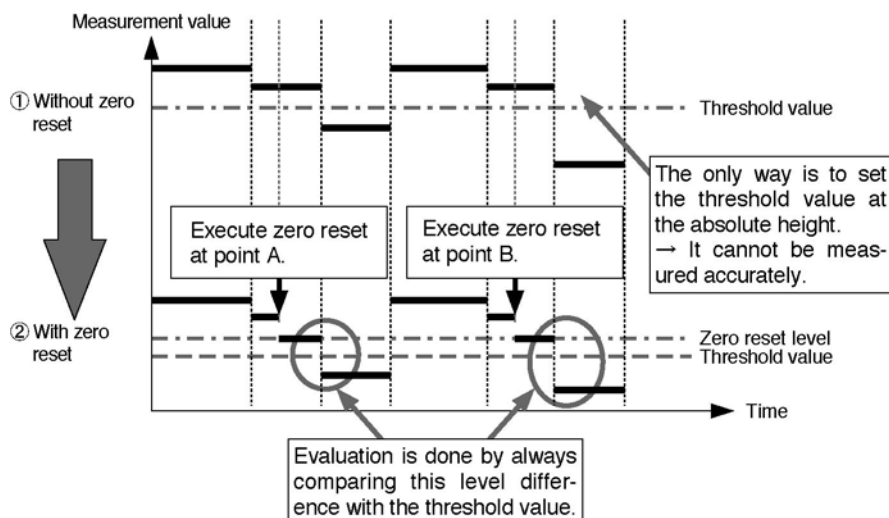 Measurement value
① Without zero
reset
Threshold value
The only way is to set
the threshold value at
the absolute height.
→ It cannot be meas-
ured accurately.
Execute zero reset
at point A.
Execute zero reset
at point B.
② With zero
reset
Zero reset level
Threshold value
Time
Evaluation is done by always
comparing this level differ-
ence with the threshold value.